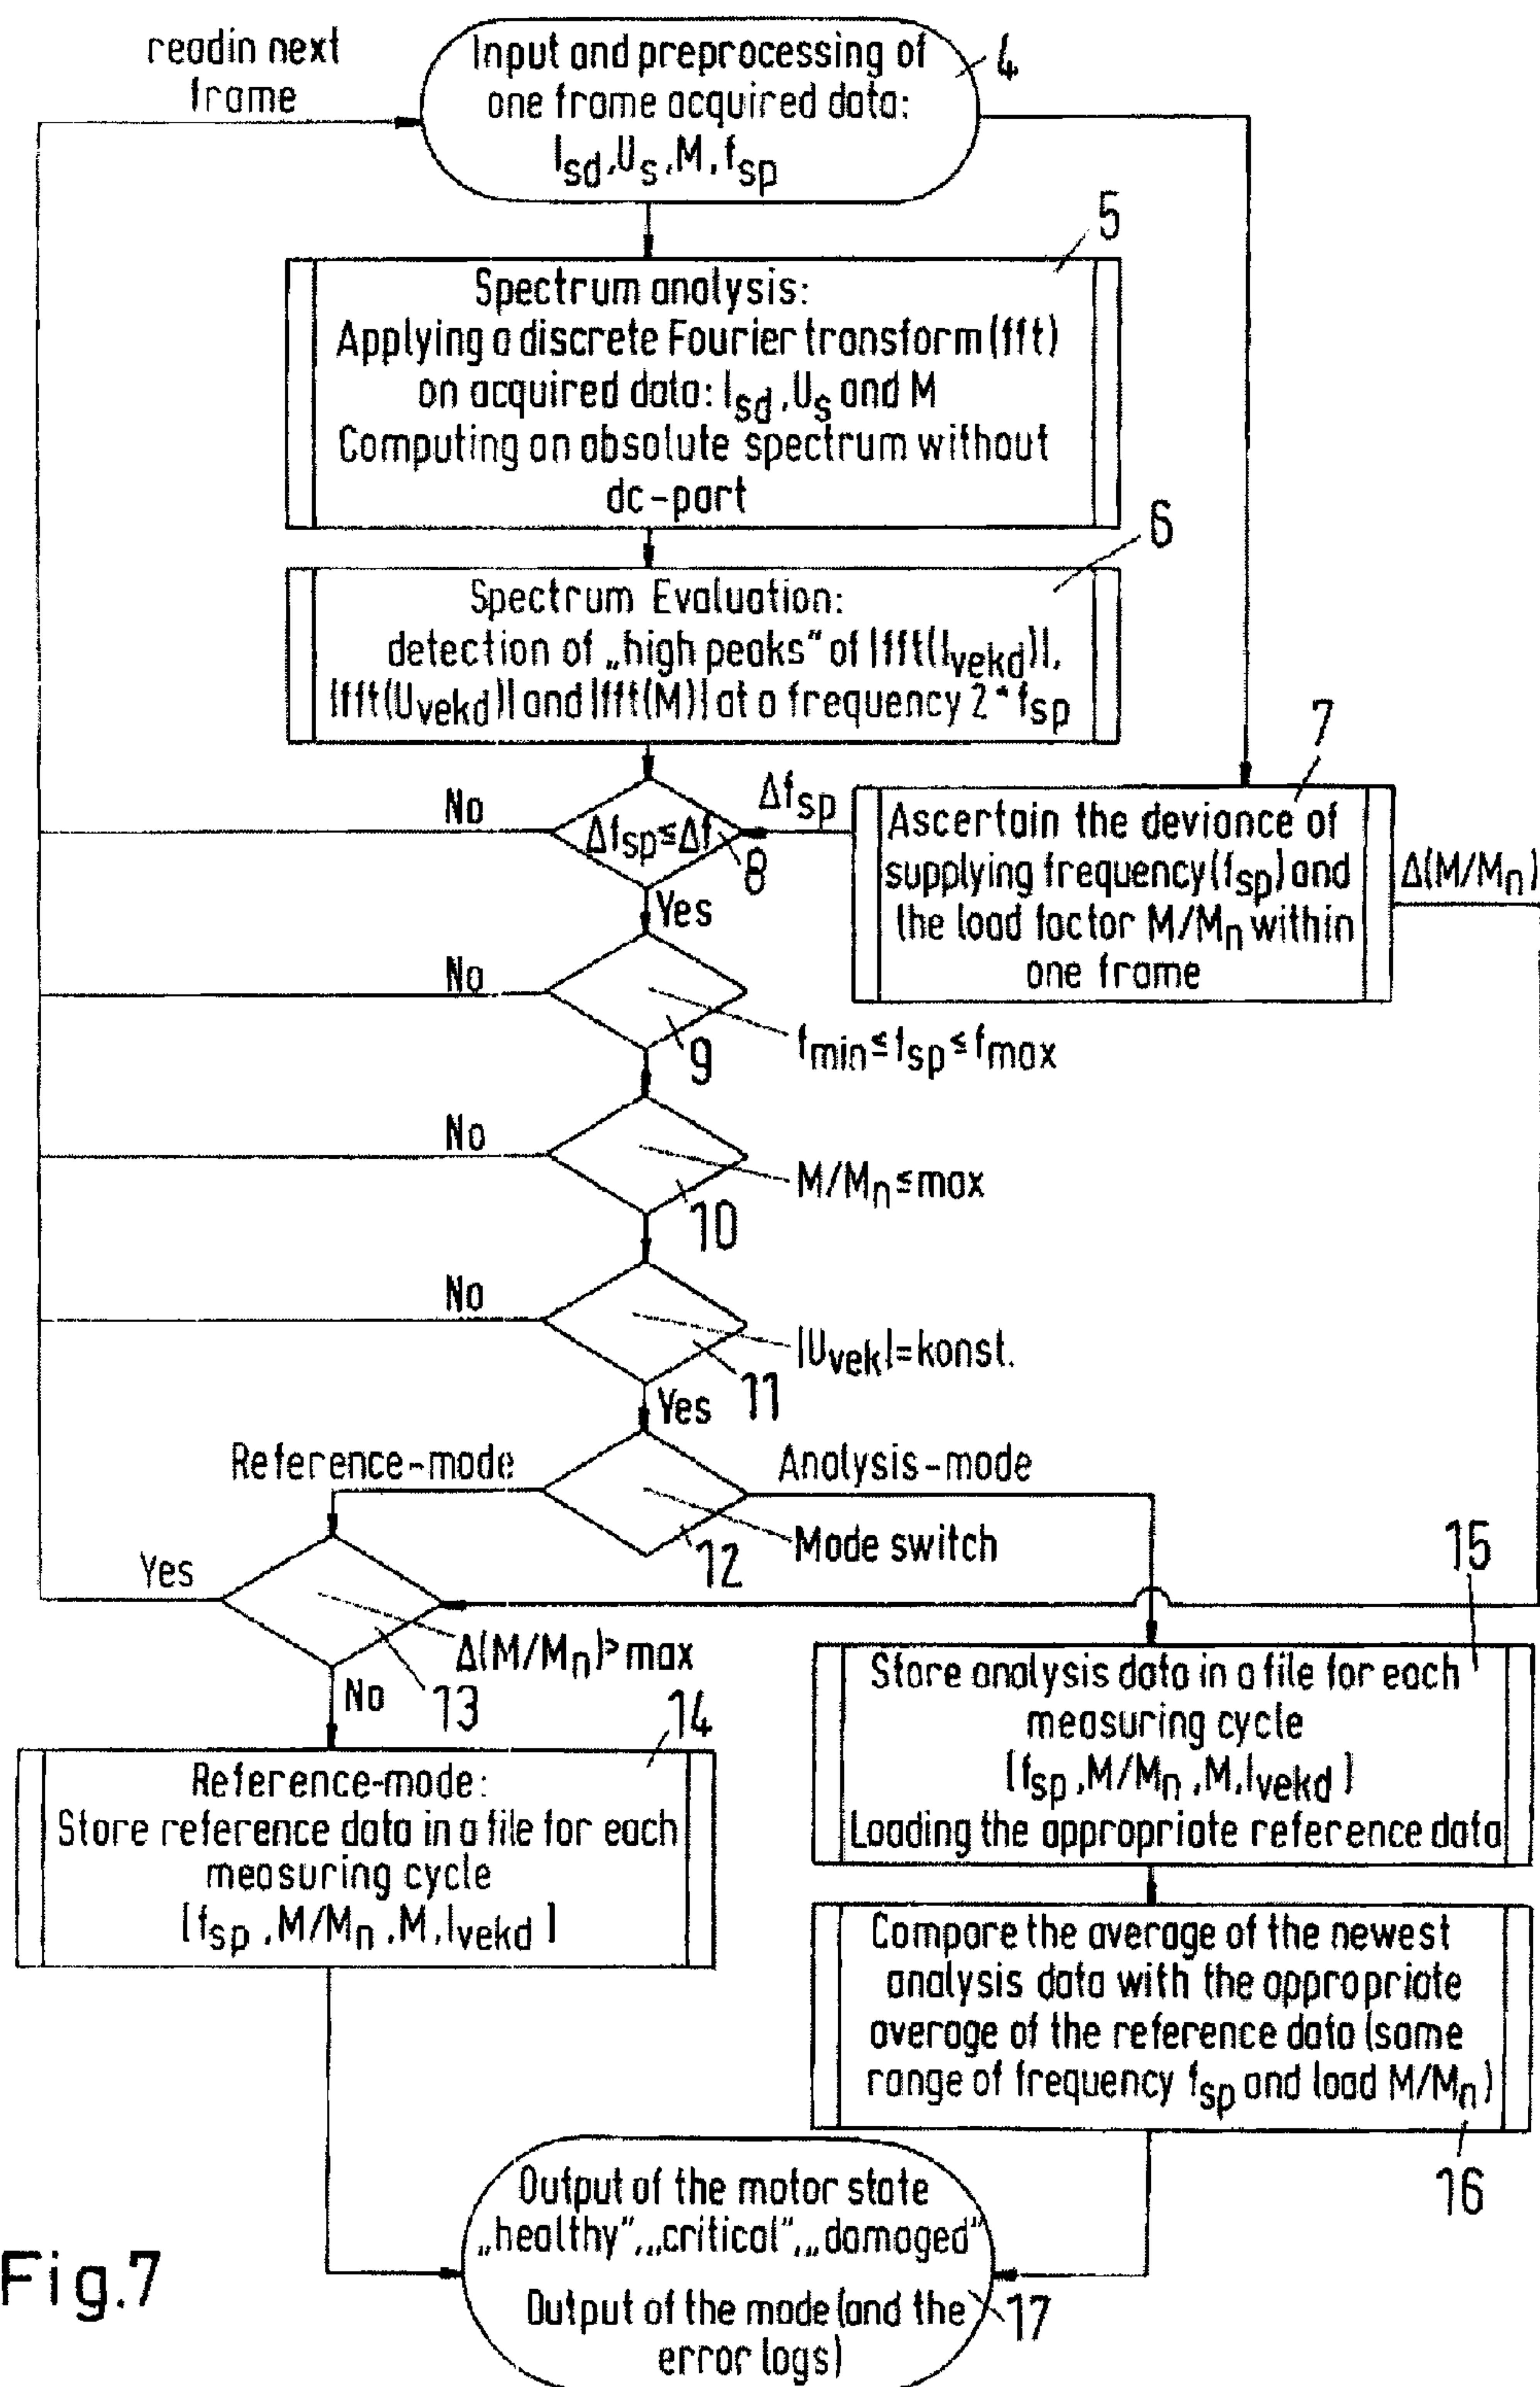 readin next
frame
Input and preprocessing of
one frame acquired data:
Isd, Us, M, fsp
4
5
Spectrum analysis:
Applying a discrete Fourier transform (fft)
on acquired data: Isd, Us and M
Computing an absolute spectrum without
dc-part
6
Spectrum Evaluation:
detection of „high peaks“ of |fft(Ivekd)|,
|fft(Uvekd)| and |fft(M)| at a frequency 2 * fsp
7
No
Δfsp≤Δf
8
Δfsp
Ascertain the deviance of
supplying frequency (fsp) and
the load factor M/Mn within
one frame
Δ(M/Mn)
Yes
No
9
fmin≤fsp≤fmax
No
M/Mn≤max
10
No
|Uvek|=konst.
11
Yes
Reference-mode
Analysis-mode
Mode switch
12
Yes
Δ(M/Mn)>max
13
No
14
Reference-mode:
Store reference data in a file for each
measuring cycle
[fsp, M/Mn, M, Ivekd]
15
Store analysis data in a file for each
measuring cycle
[fsp, M/Mn, M, Ivekd]
Loading the appropriate reference data
Compare the average of the newest
analysis data with the appropriate
average of the reference data (same
range of frequency fsp and load M/Mn)
16
Output of the motor state
„healthy“, „critical“, „damaged“
Output of the mode (and the
error logs)
17
Fig.7